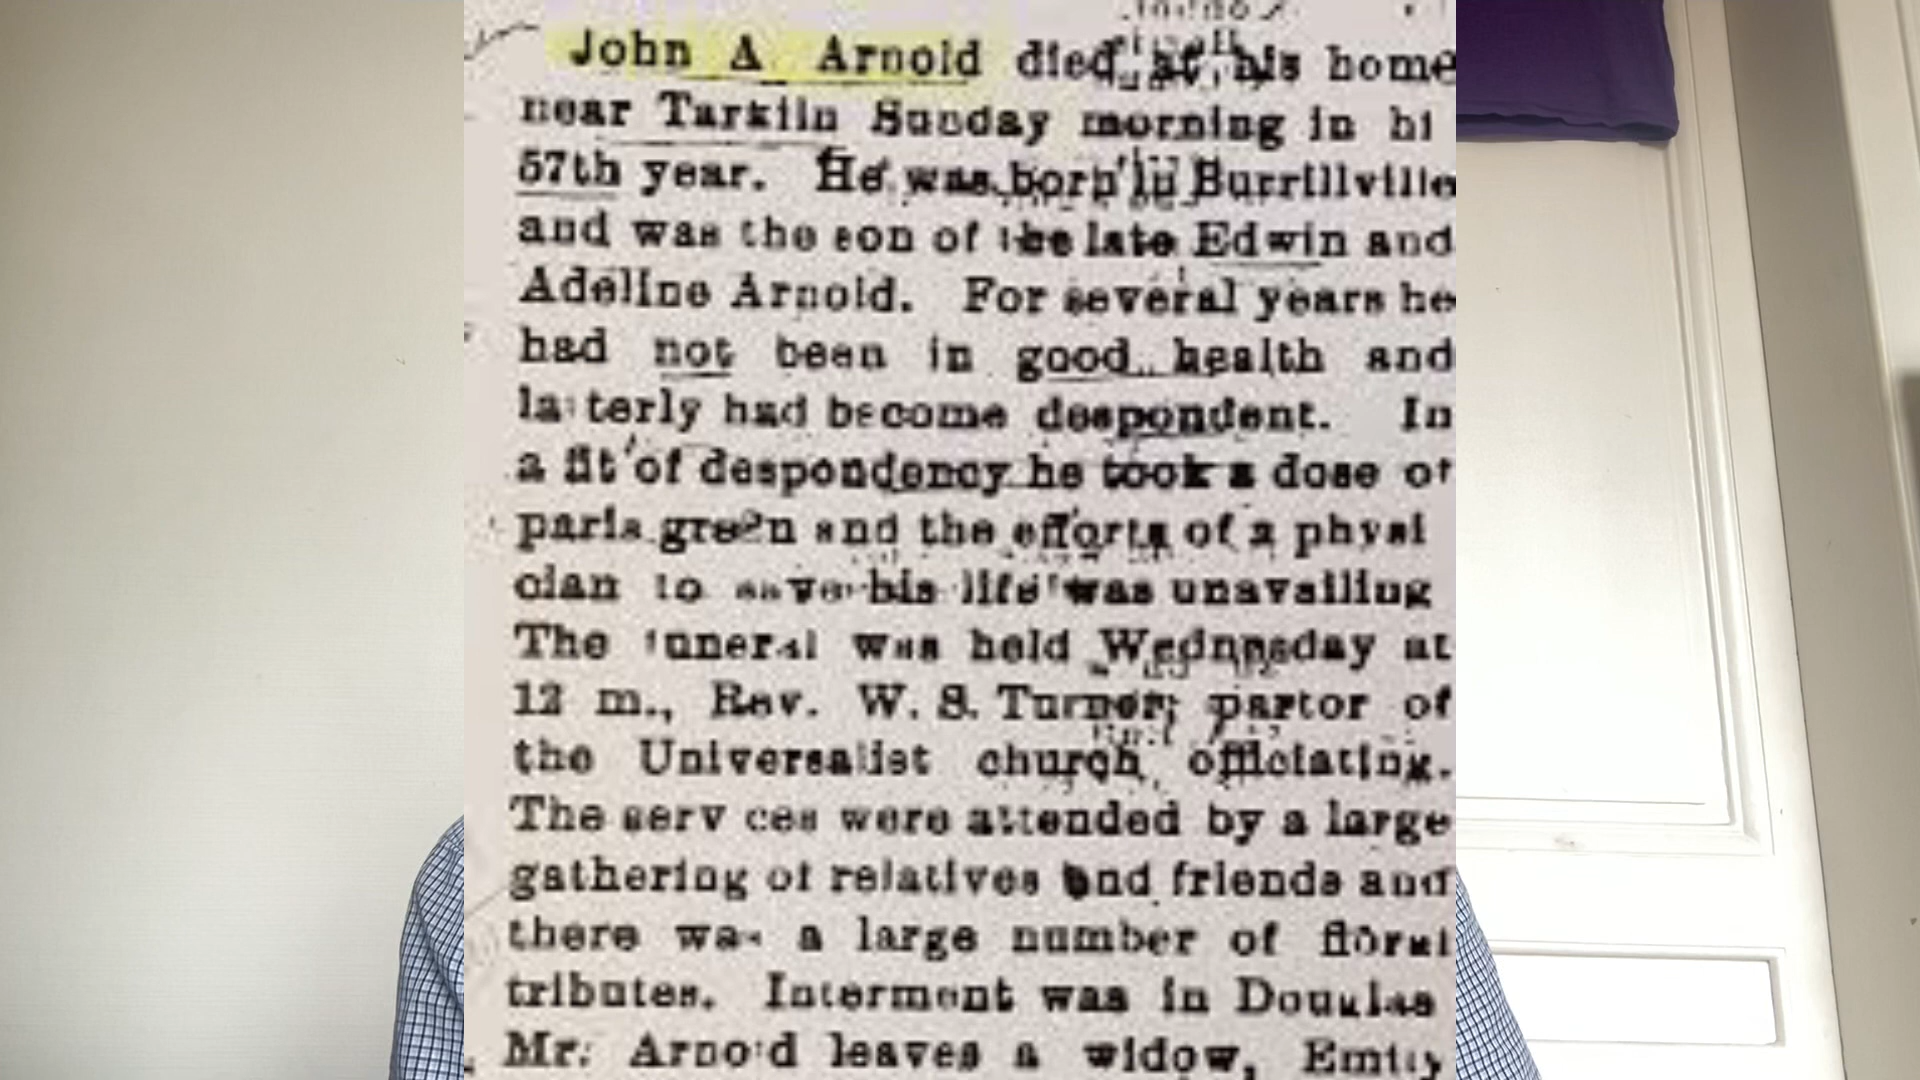 John A. Arnold died at his home
near Tarkiln Sunday morning in hi
57th year. He was born in Burrillville
and was the son of the late Edwin and
Adeline Arnold. For several years he
had not been in good health and
latterly had become despondent. In
a fit of despondency he took a dose of
paris green and the efforts of a physi
cian to save his life was unavailing
The funeral was held Wednesday at
12 m., Rev. W. S. Turner, partor of
the Universalist church officiating.
The serv ces were attended by a large
gathering of relatives and friends and
there was a large number of floral
tributes. Interment was in Douglas
Mr. Arnold leaves a widow, Emily